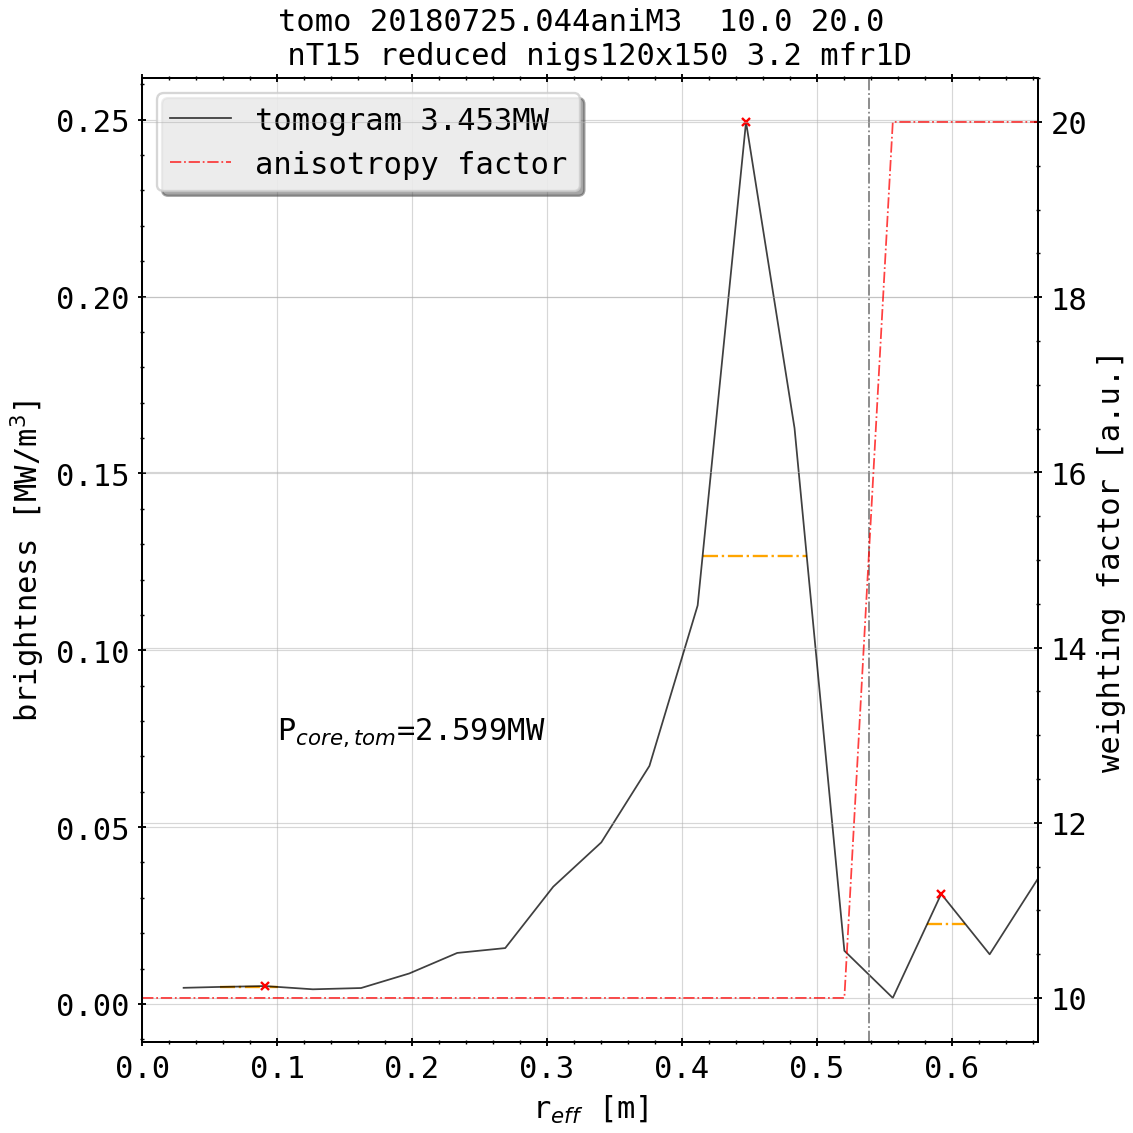 tomo 20180725.044aniM3  10.0 20.0
nT15 reduced nigs120x150 3.2 mfr1D
tomogram 3.453MW
anisotropy factor
brightness [MW/m³]
0.25
0.20
0.15
0.10
0.05
0.00
P_core,tom=2.599MW
0.0 0.1 0.2 0.3 0.4 0.5 0.6
r_eff [m]
20
18
16
14
12
10
weighting factor [a.u.]